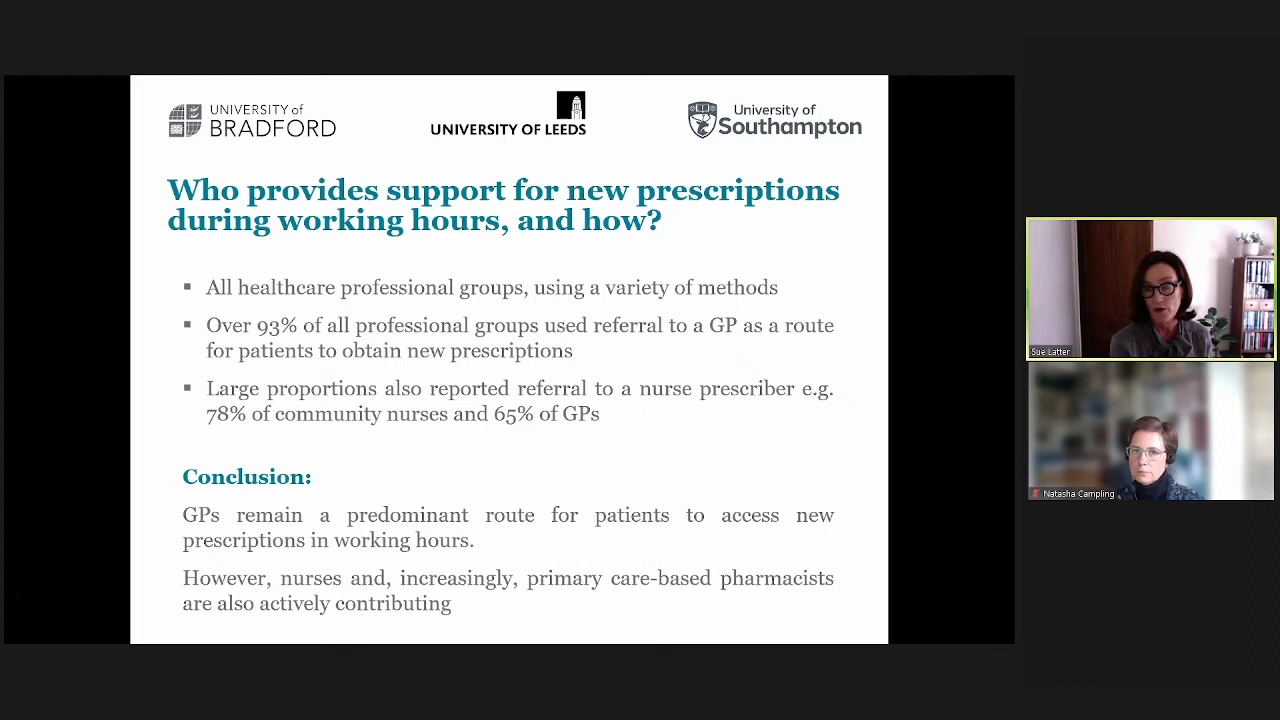 UNIVERSITY of
BRADFORD
UNIVERSITY OF LEEDS
University of
Southampton
Who provides support for new prescriptions
during working hours, and how?
▪ All healthcare professional groups, using a variety of methods
▪ Over 93% of all professional groups used referral to a GP as a route
for patients to obtain new prescriptions
▪ Large proportions also reported referral to a nurse prescriber e.g.
78% of community nurses and 65% of GPs
Conclusion:
GPs remain a predominant route for patients to access new
prescriptions in working hours.
However, nurses and, increasingly, primary care-based pharmacists
are also actively contributing
Sue Latter
Natasha Campling